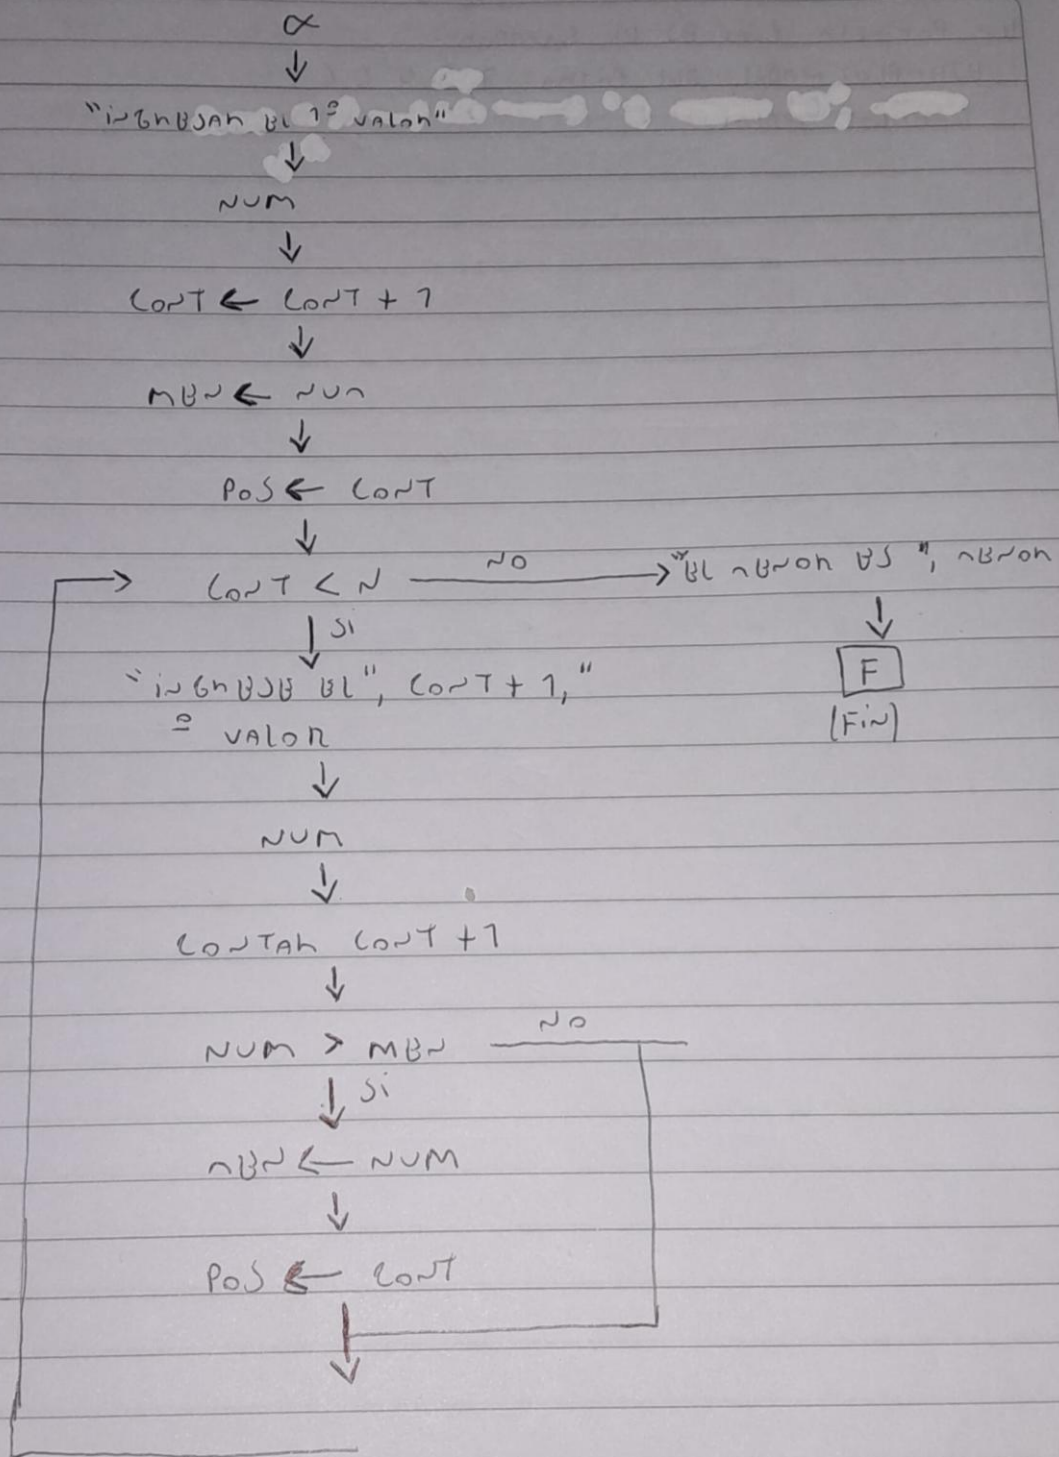 α
"INGRESAR EL 1º VALOR"
NUM
CONT ← CONT + 1
MEN ← NUM
POS ← CONT
CONT < N NO "EL MENOR ES ", MENOR
SI
"INGRESE EL", CONT + 1, "
º VALOR
F
(FIN)
NUM
CONTAR CONT + 1
NUM > MEN NO
SI
MEN ← NUM
POS ← CONT